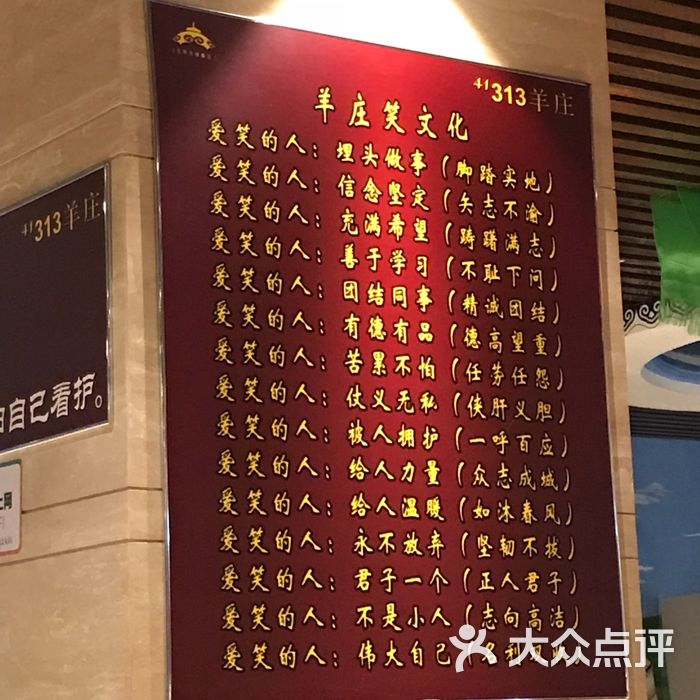 41 313羊庄
羊庄笑文化
爱笑的人：埋头做事（脚踏实地）
爱笑的人：信念坚定（矢志不渝）
爱笑的人：充满希望（踌躇满志）
爱笑的人：善于学习（不耻下问）
爱笑的人：团结同事（精诚团结）
爱笑的人：有德有品（德高望重）
爱笑的人：苦累不怕（任劳任怨）
爱笑的人：仗义无私（侠肝义胆）
爱笑的人：被人拥护（一呼百应）
爱笑的人：给人力量（众志成城）
爱笑的人：给人温暖（如沐春风）
爱笑的人：永不放弃（坚韧不拔）
爱笑的人：君子一个（正人君子）
爱笑的人：不是小人（志向高洁）
爱笑的人：伟大自己（
41 313羊庄
自己看护。
大众点评